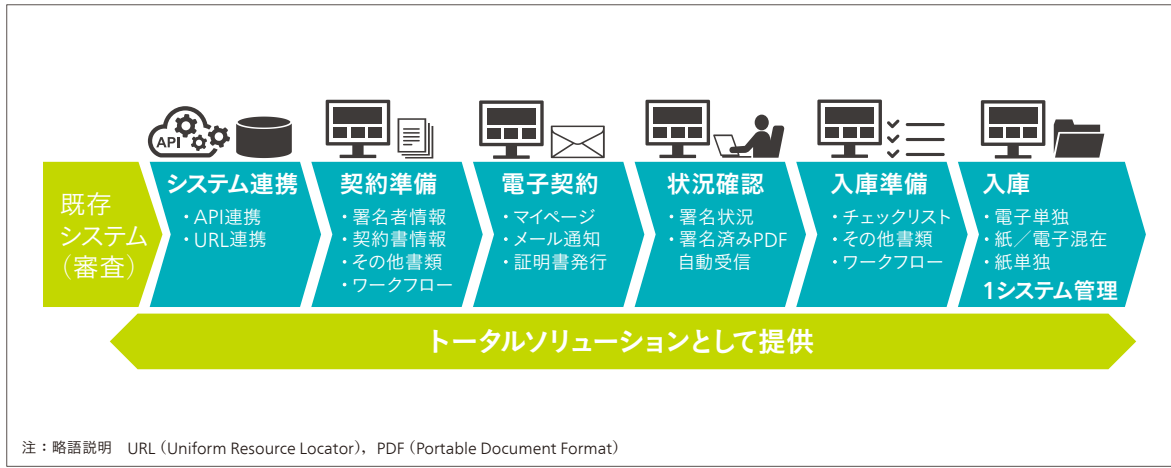 API
既存
システム
（審査）
システム連携
・API連携
・URL連携
契約準備
・署名者情報
・契約書情報
・その他書類
・ワークフロー
電子契約
・マイページ
・メール通知
・証明書発行
状況確認
・署名状況
・署名済みPDF
自動受信
入庫準備
・チェックリスト
・その他書類
・ワークフロー
入庫
・電子単独
・紙／電子混在
・紙単独
1システム管理
トータルソリューションとして提供
注：略語説明　URL（Uniform Resource Locator），PDF（Portable Document Format）